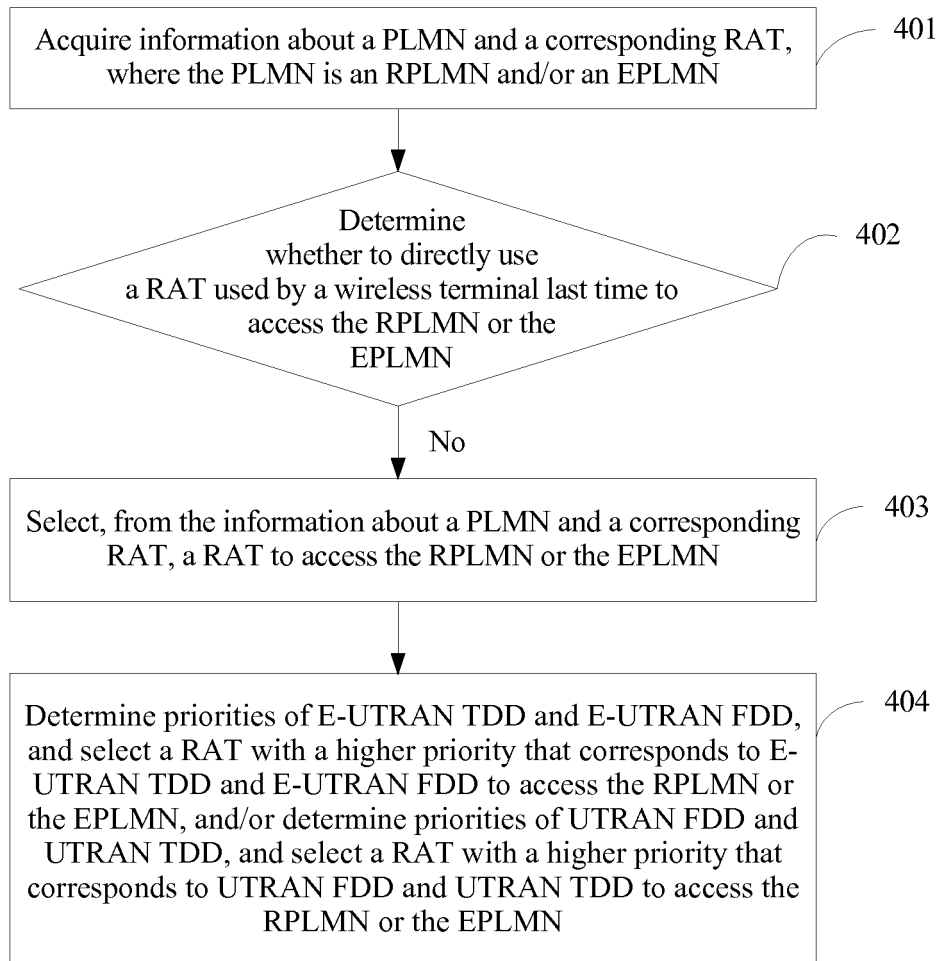 Acquire information about a PLMN and a corresponding RAT,
where the PLMN is an RPLMN and/or an EPLMN
401
Determine
whether to directly use
a RAT used by a wireless terminal last time to
access the RPLMN or the
EPLMN
402
No
Select, from the information about a PLMN and a corresponding
RAT, a RAT to access the RPLMN or the EPLMN
403
Determine priorities of E-UTRAN TDD and E-UTRAN FDD,
and select a RAT with a higher priority that corresponds to E-
UTRAN TDD and E-UTRAN FDD to access the RPLMN or
the EPLMN, and/or determine priorities of UTRAN FDD and
UTRAN TDD, and select a RAT with a higher priority that
corresponds to UTRAN FDD and UTRAN TDD to access the
RPLMN or the EPLMN
404